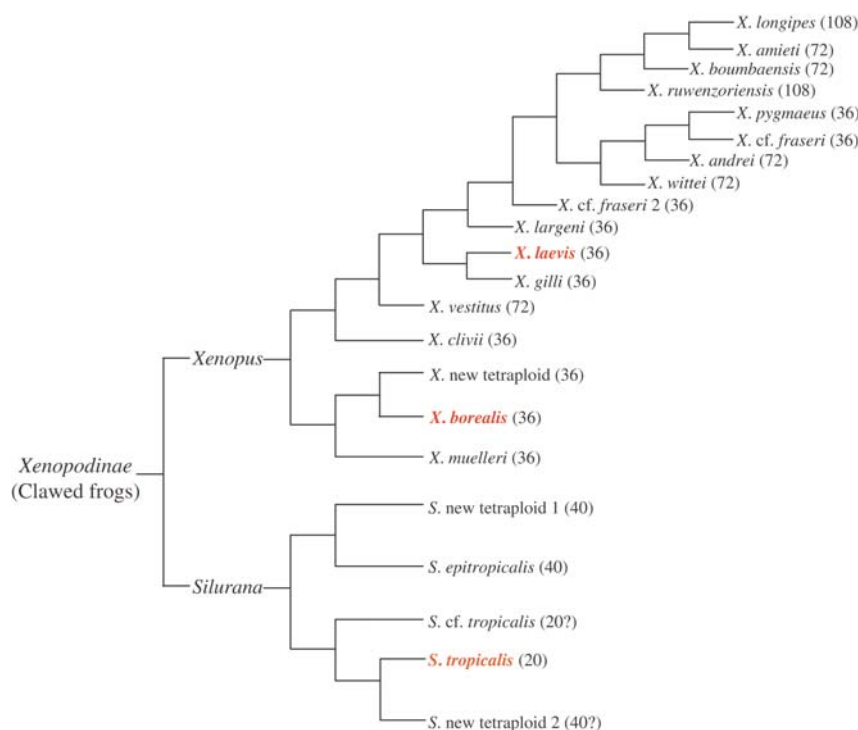 X. longipes (108)
X. amieti (72)
X. boumbaensis (72)
X. ruwenzoriensis (108)
X. pygmaeus (36)
X. cf. fraseri (36)
X. andrei (72)
X. wittei (72)
X. cf. fraseri 2 (36)
X. largeni (36)
X. laevis (36)
X. gilli (36)
X. vestitus (72)
X. clivii (36)
Xenopus
X. new tetraploid (36)
X. borealis (36)
X. muelleri (36)
Xenopodinae
(Clawed frogs)
S. new tetraploid 1 (40)
S. epitropicalis (40)
Silurana
S. cf. tropicalis (20?)
S. tropicalis (20)
S. new tetraploid 2 (40?)